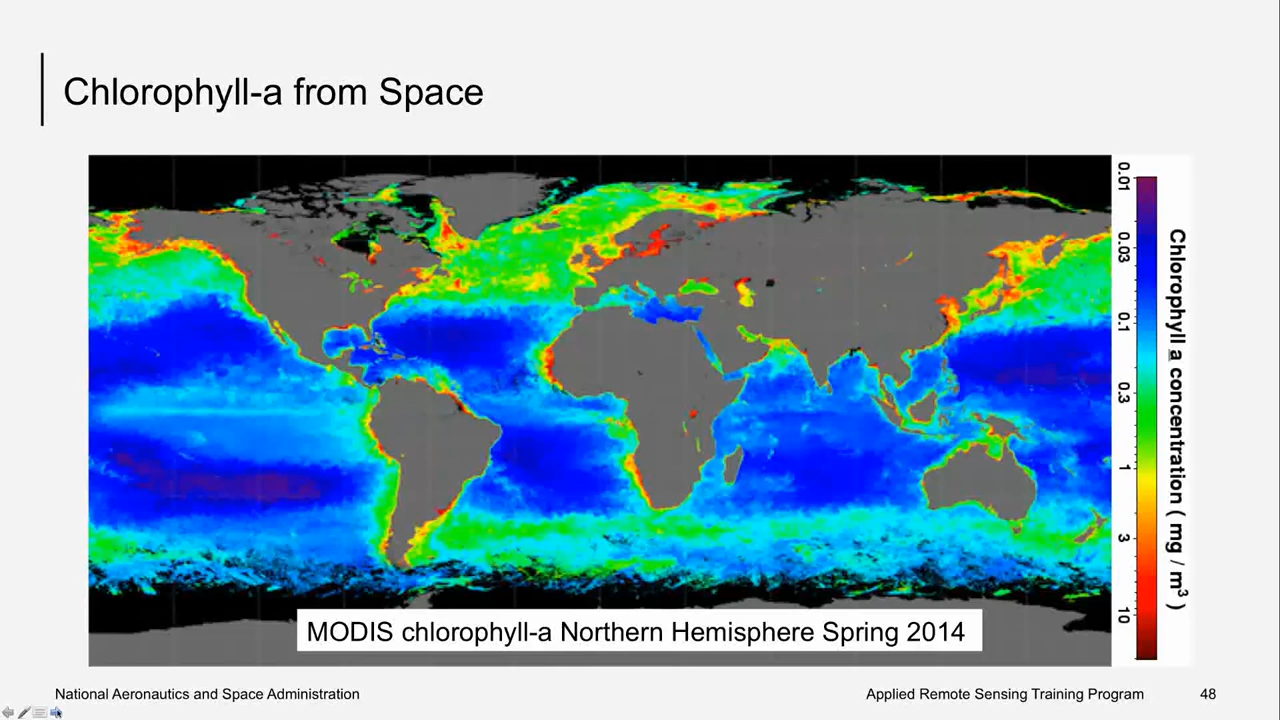 Chlorophyll-a from Space
0.01
0.03
0.1
0.3
1
3
10
Chlorophyll a concentration ( mg / m³ )
MODIS chlorophyll-a Northern Hemisphere Spring 2014
National Aeronautics and Space Administration
Applied Remote Sensing Training Program
48